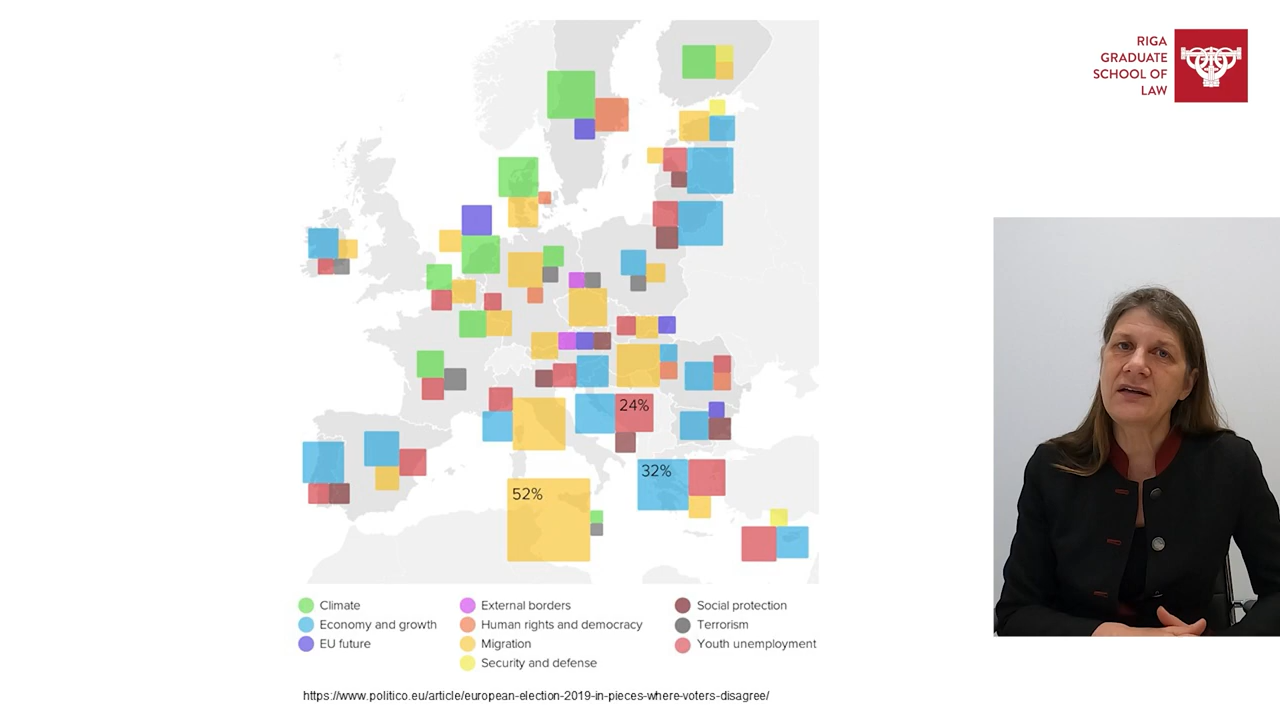 RIGA
GRADUATE
SCHOOL OF
LAW
24%
32%
52%
Climate
Economy and growth
EU future
External borders
Human rights and democracy
Migration
Security and defense
Social protection
Terrorism
Youth unemployment
https://www.politico.eu/article/european-election-2019-in-pieces-where-voters-disagree/